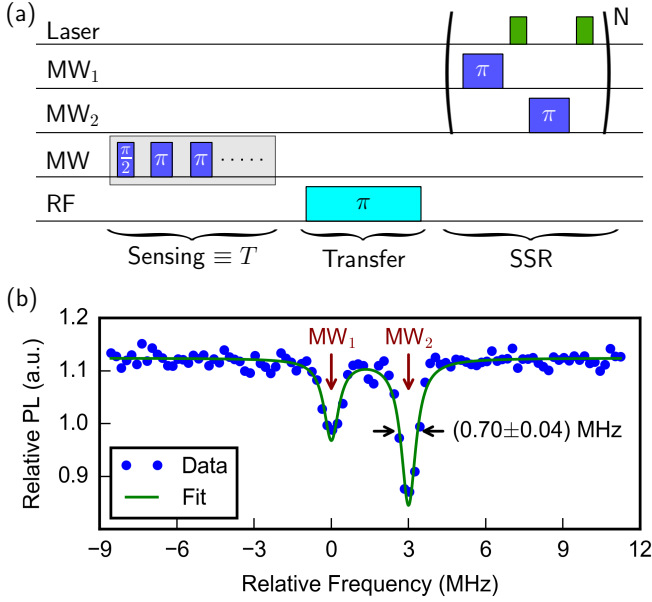 (a)
Laser
N
MW₁
π
MW₂
π
MW
π/2 π π ·····
RF
π
Sensing ≡ T Transfer SSR
(b)
1.2
1.1
1.0
0.9
Relative PL (a.u.)
MW₁ MW₂
(0.70±0.04) MHz
Data
Fit
−9 −6 −3 0 3 6 9 12
Relative Frequency (MHz)